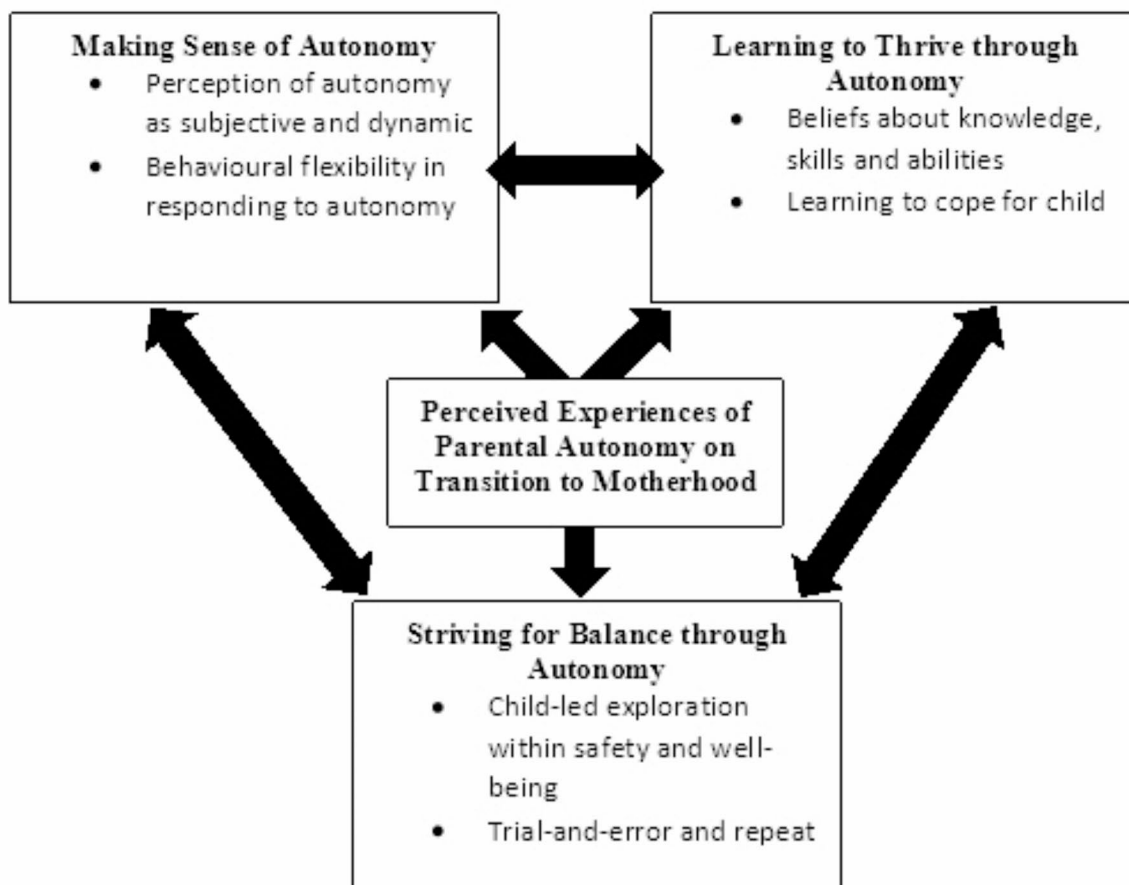 Making Sense of Autonomy
• Perception of autonomy
as subjective and dynamic
• Behavioural flexibility in
responding to autonomy
Learning to Thrive through
Autonomy
• Beliefs about knowledge,
skills and abilities
• Learning to cope for child
Perceived Experiences of
Parental Autonomy on
Transition to Motherhood
Striving for Balance through
Autonomy
• Child-led exploration
within safety and well-
being
• Trial-and-error and repeat